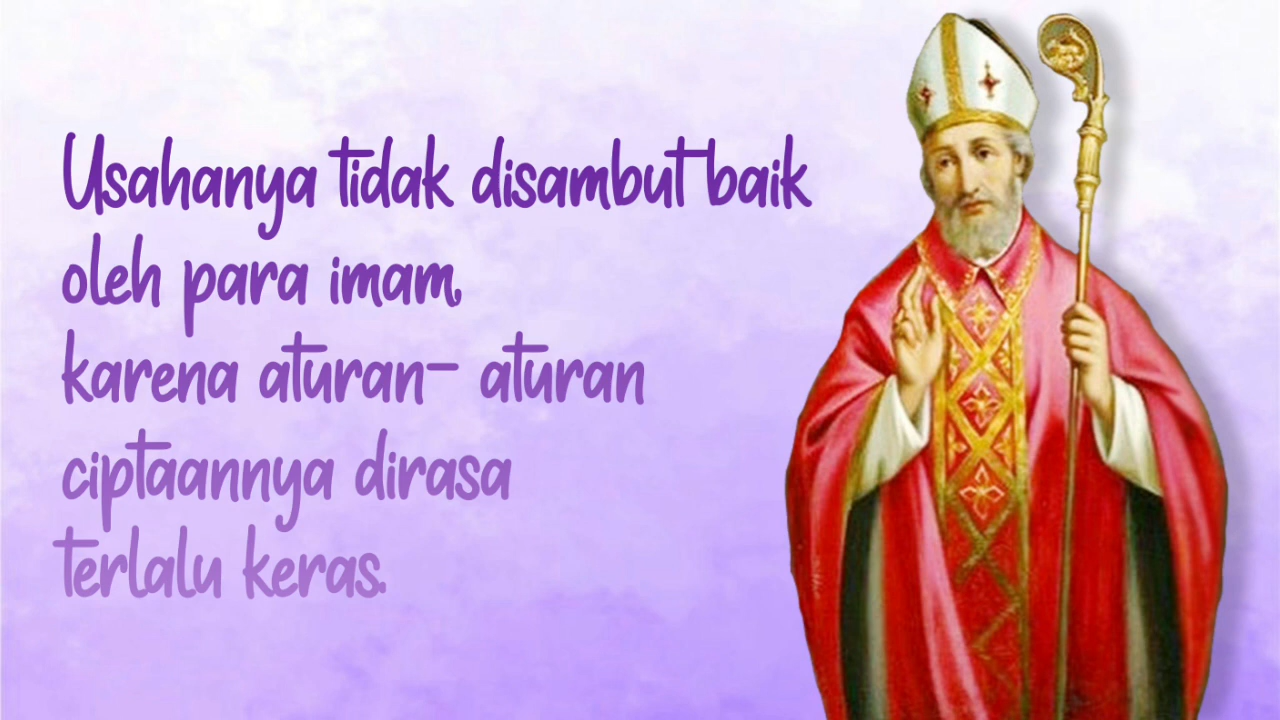 Usahanya tidak disambut baik
oleh para imam,
karena aturan- aturan
ciptaannya dirasa
terlalu keras.